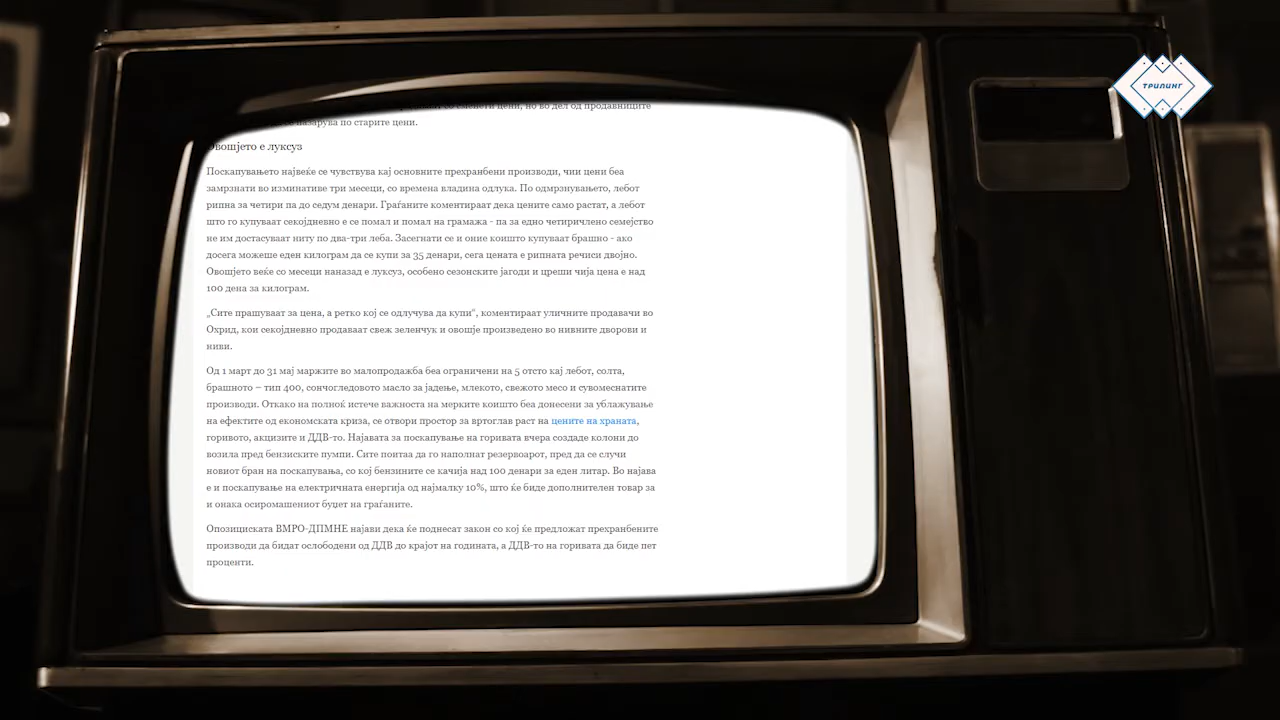 сменети цени, но во дел од продавниците
пазарува по старите цени.
Овошјето е луксуз
Поскапувањето највеќе се чувствува кај основните прехранбени производи, чии цени беа
замрзнати во изминативе три месеци, со времена владина одлука. По одмрзнувањето, лебот
рипна за четири па до седум денари. Граѓаните коментираат дека цените само растат, а лебот
што го купуваат секојдневно е се помал и помал на грамажа - па за едно четиричлено семејство
не им достасуваат ниту по два-три леба. Засегнати се и оние коишто купуваат брашно - ако
досега можеше еден килограм да се купи за 35 денари, сега цената е рипната речиси двојно.
Овошјето веќе со месеци наназад е луксуз, особено сезонските јагоди и цреши чија цена е над
100 дена за килограм.
„Сите прашуваат за цена, а ретко кој се одлучува да купи“, коментираат уличните продавачи во
Охрид, кои секојдневно продаваат свеж зеленчук и овошје произведено во нивните дворови и
ниви.
Од 1 март до 31 мај маржите во малопродажба беа ограничени на 5 отсто кај лебот, солта,
брашното – тип 400, сончогледовото масло за јадење, млекото, свежото месо и сувомеснатите
производи. Откако на полноќ истече важноста на мерките коишто беа донесени за ублажување
на ефектите од економската криза, се отвори простор за вртоглав раст на цените на храната,
горивото, акцизите и ДДВ-то. Најавата за поскапување на горивата вчера создаде колони до
возила пред бензиските пумпи. Сите поитаа да го наполнат резервоарот, пред да се случи
новиот бран на поскапувања, со кој бензините се качија над 100 денари за еден литар. Во најава
е и поскапување на електричната енергија од најмалку 10%, што ќе биде дополнителен товар за
и онака осиромашениот буџет на граѓаните.
Опозициската ВМРО-ДПМНЕ најави дека ќе поднесат закон со кој ќе предложат прехранбените
производи да бидат ослободени од ДДВ до крајот на годината, а ДДВ-то на горивата да биде пет
проценти.
ТРИЛИНГ